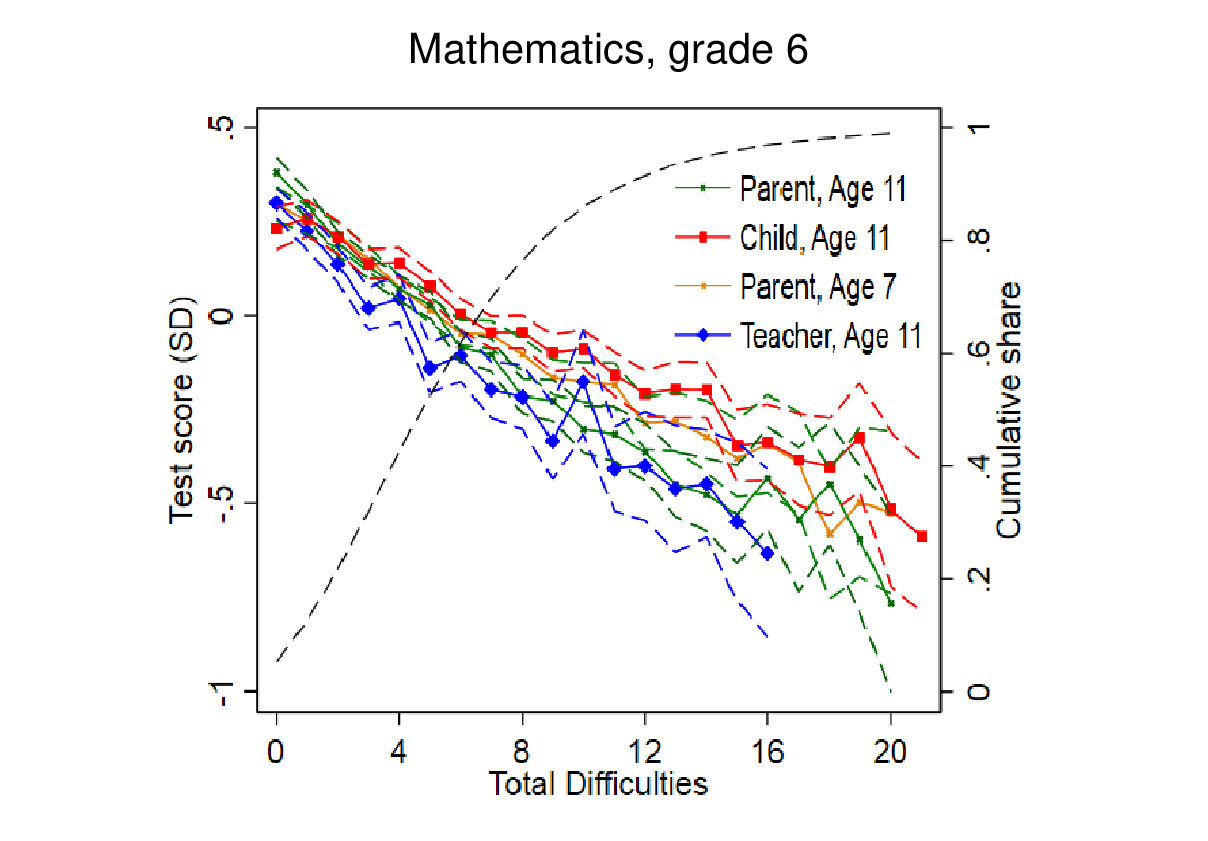 Mathematics, grade 6
.5
0
-.5
-1
Test score (SD)
1
.8
.6
.4
.2
0
Cumulative share
Parent, Age 11
Child, Age 11
Parent, Age 7
Teacher, Age 11
0 4 8 12 16 20
Total Difficulties